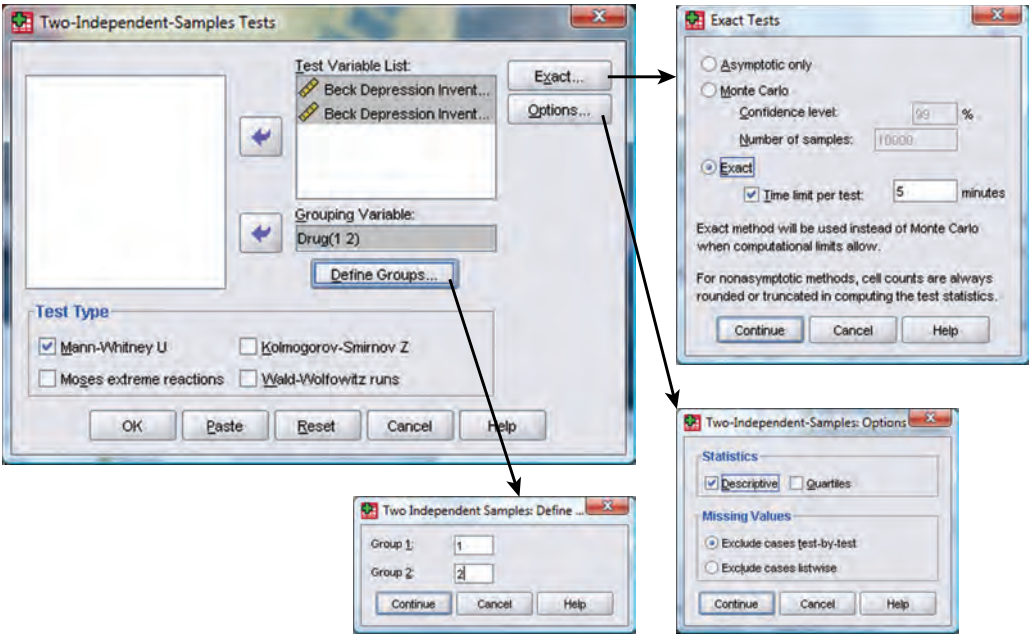 Two-Independent-Samples Tests
Test Variable List:
Beck Depression Invent...
Beck Depression Invent...
Exact...
Options...
Grouping Variable:
Drug(1 2)
Define Groups...
Test Type
Mann-Whitney U
Kolmogorov-Smirnov Z
Moses extreme reactions
Wald-Wolfowitz runs
OK
Paste
Reset
Cancel
Help
Exact Tests
Asymptotic only
Monte Carlo
Confidence level:
99 %
Number of samples:
10000
Exact
Time limit per test:
5 minutes
Exact method will be used instead of Monte Carlo
when computational limits allow.
For nonasymptotic methods, cell counts are always
rounded or truncated in computing the test statistics.
Continue
Cancel
Help
Two Independent Samples: Define ...
Group 1:
1
Group 2:
2
Continue
Cancel
Help
Two-Independent-Samples: Options
Statistics
Descriptive
Quartiles
Missing Values
Exclude cases test-by-test
Exclude cases listwise
Continue
Cancel
Help